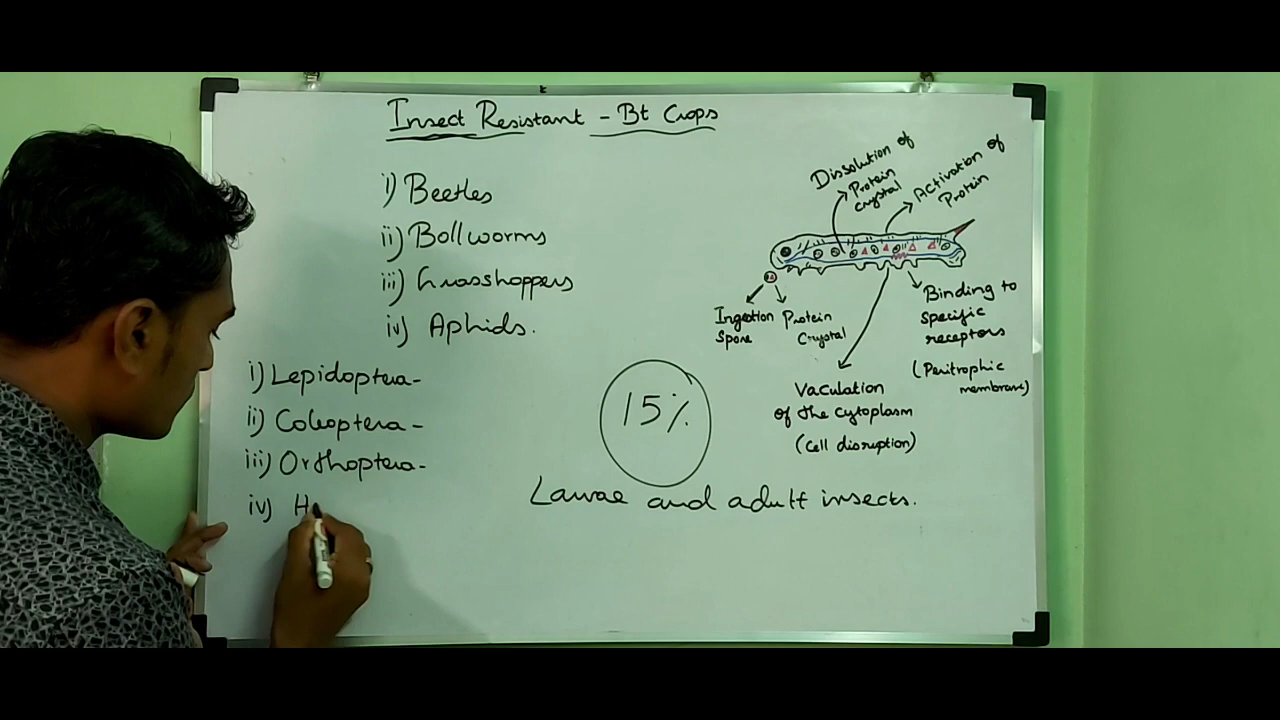 Insect Resistant - Bt Crops
i) Beetles
ii) Bollworms
iii) Grasshoppers
iv) Aphids.
i) Lepidoptera-
ii) Coleoptera -
iii) Orthoptera-
iv) H
15%
Larvae and adult insects.
Dissolution of
Protein
crystal
Activation of
Protein
Ingestion
Spore
Protein
Crystal
Binding to
specific
receptors
(Peritrophic
membrane)
Vaculation
of the cytoplasm
(Cell disruption)